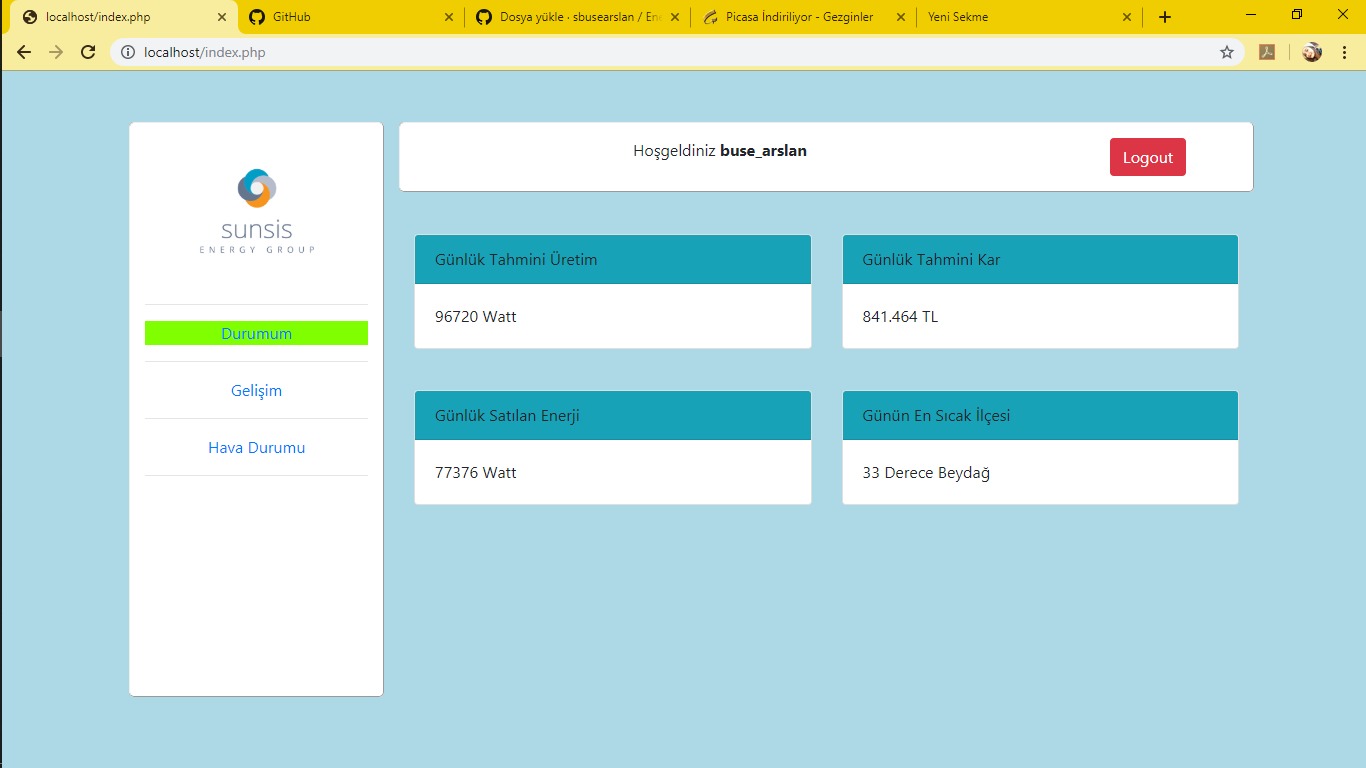 localhost/index.php
GitHub
Dosya yükle · sbusearslan / Ene
Picasa İndiriliyor - Gezginler
Yeni Sekme
localhost/index.php
sunsis
ENERGY GROUP
Durumum
Gelişim
Hava Durumu
Hoşgeldiniz buse_arslan
Logout
Günlük Tahmini Üretim
96720 Watt
Günlük Tahmini Kar
841.464 TL
Günlük Satılan Enerji
77376 Watt
Günün En Sıcak İlçesi
33 Derece Beydağ